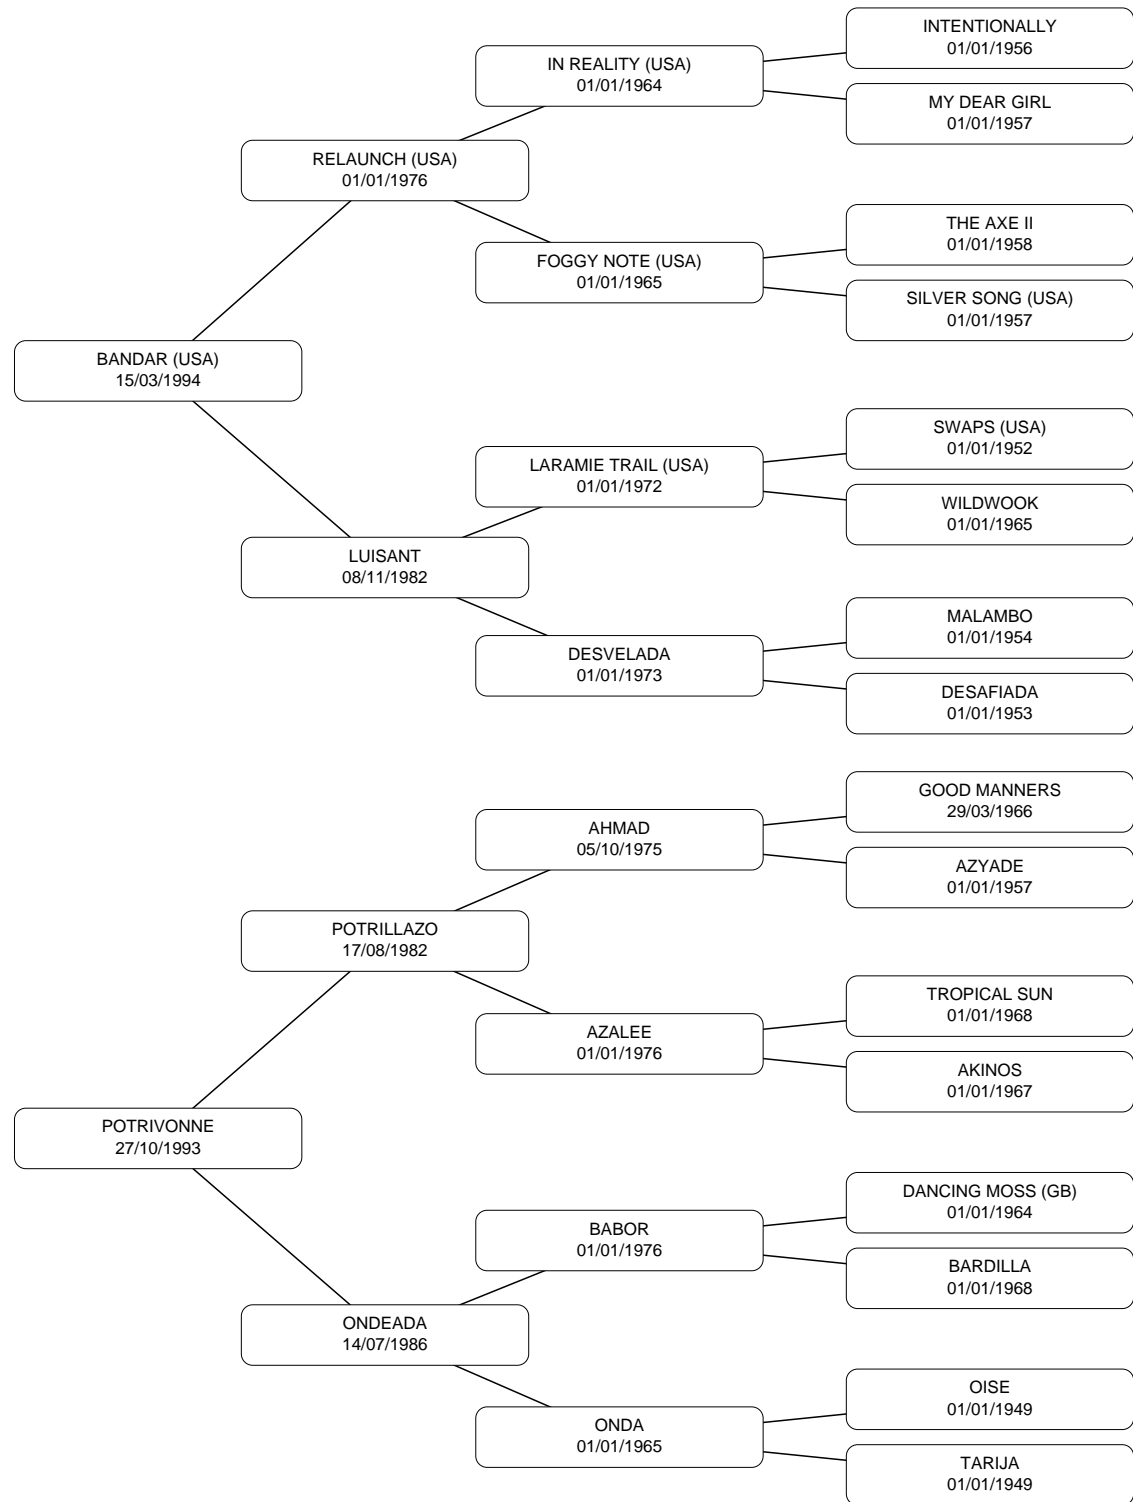 INTENTIONALLY
01/01/1956
IN REALITY (USA)
01/01/1964
MY DEAR GIRL
01/01/1957
RELAUNCH (USA)
01/01/1976
THE AXE II
01/01/1958
FOGGY NOTE (USA)
01/01/1965
SILVER SONG (USA)
01/01/1957
BANDAR (USA)
15/03/1994
SWAPS (USA)
01/01/1952
LARAMIE TRAIL (USA)
01/01/1972
WILDWOOK
01/01/1965
LUISANT
08/11/1982
MALAMBO
01/01/1954
DESVELADA
01/01/1973
DESAFIADA
01/01/1953
GOOD MANNERS
29/03/1966
AHMAD
05/10/1975
AZYADE
01/01/1957
POTRILLAZO
17/08/1982
TROPICAL SUN
01/01/1968
AZALEE
01/01/1976
AKINOS
01/01/1967
POTRIVONNE
27/10/1993
DANCING MOSS (GB)
01/01/1964
BABOR
01/01/1976
BARDILLA
01/01/1968
ONDEADA
14/07/1986
OISE
01/01/1949
ONDA
01/01/1965
TARIJA
01/01/1949